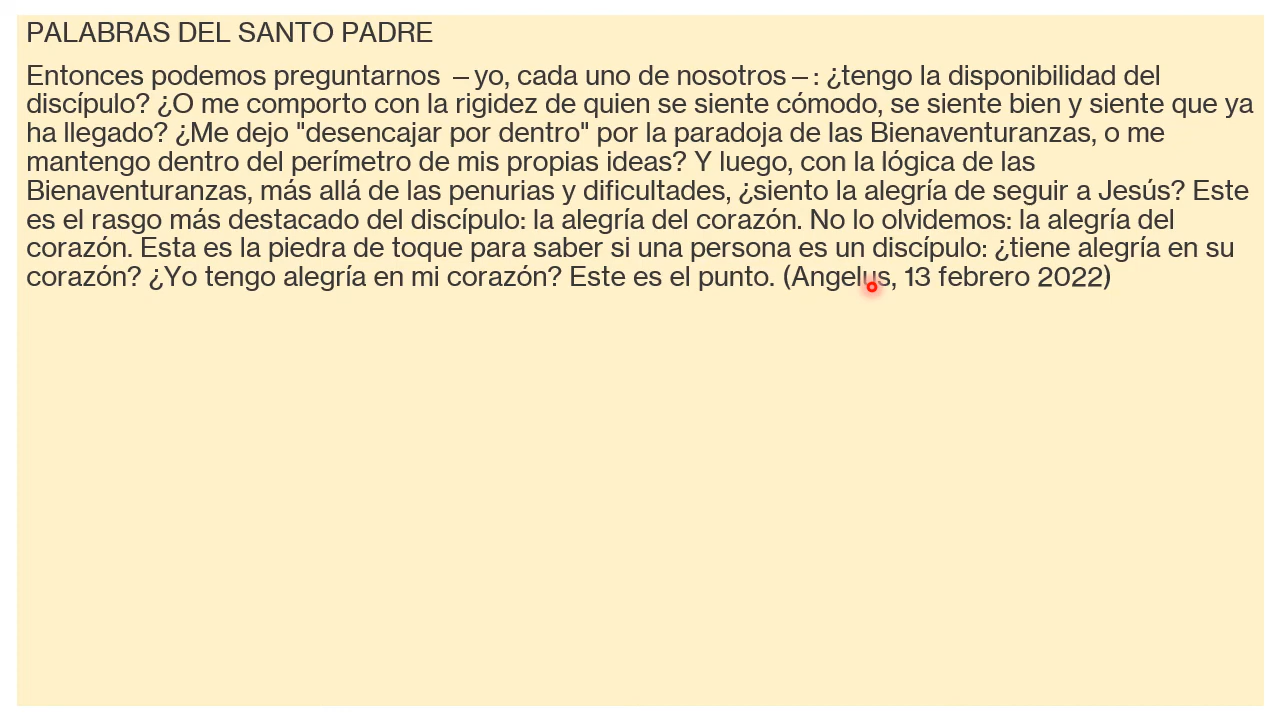 PALABRAS DEL SANTO PADRE
Entonces podemos preguntarnos —yo, cada uno de nosotros—: ¿tengo la disponibilidad del
discípulo? ¿O me comporto con la rigidez de quien se siente cómodo, se siente bien y siente que ya
ha llegado? ¿Me dejo "desencajar por dentro" por la paradoja de las Bienaventuranzas, o me
mantengo dentro del perímetro de mis propias ideas? Y luego, con la lógica de las
Bienaventuranzas, más allá de las penurias y dificultades, ¿siento la alegría de seguir a Jesús? Este
es el rasgo más destacado del discípulo: la alegría del corazón. No lo olvidemos: la alegría del
corazón. Esta es la piedra de toque para saber si una persona es un discípulo: ¿tiene alegría en su
corazón? ¿Yo tengo alegría en mi corazón? Este es el punto. (Angelus, 13 febrero 2022)